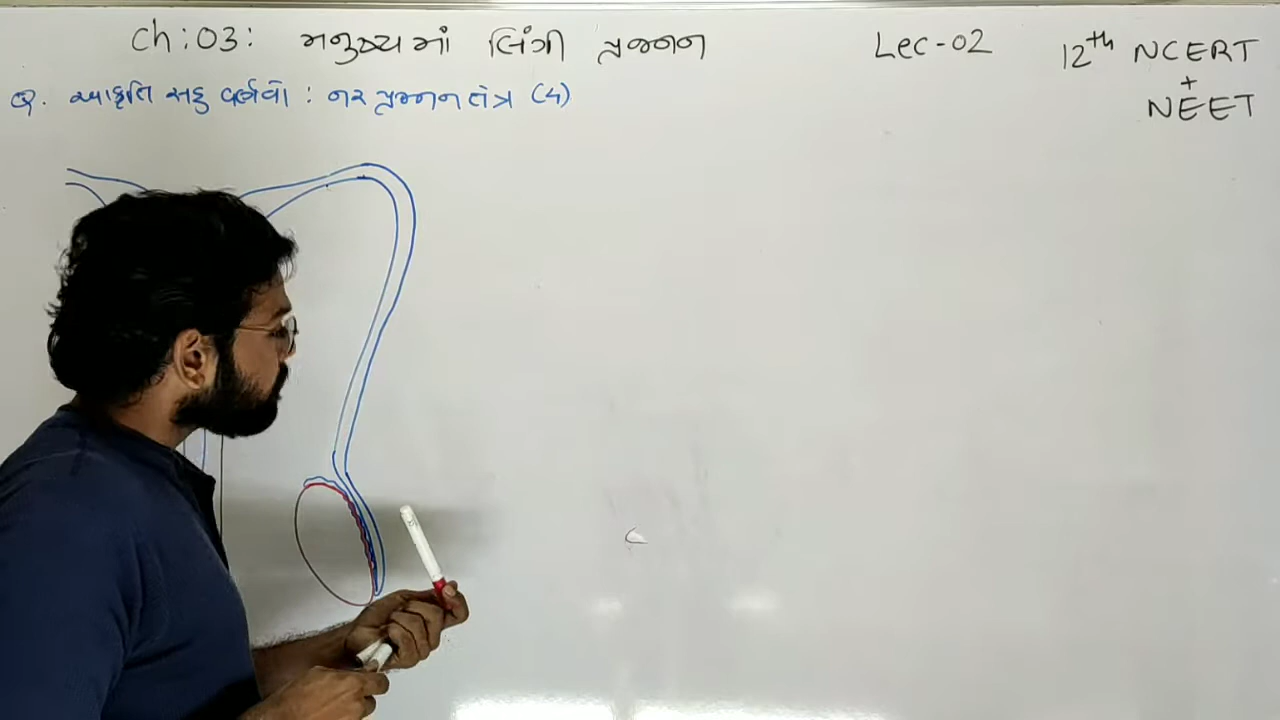 ch:03: મનુષ્યમાં લિંગી પ્રજનન
Lec-02
12th NCERT
+
NEET
Q. આકૃતિ સહ વર્ણવો : નર પ્રજનનતંત્ર (4)